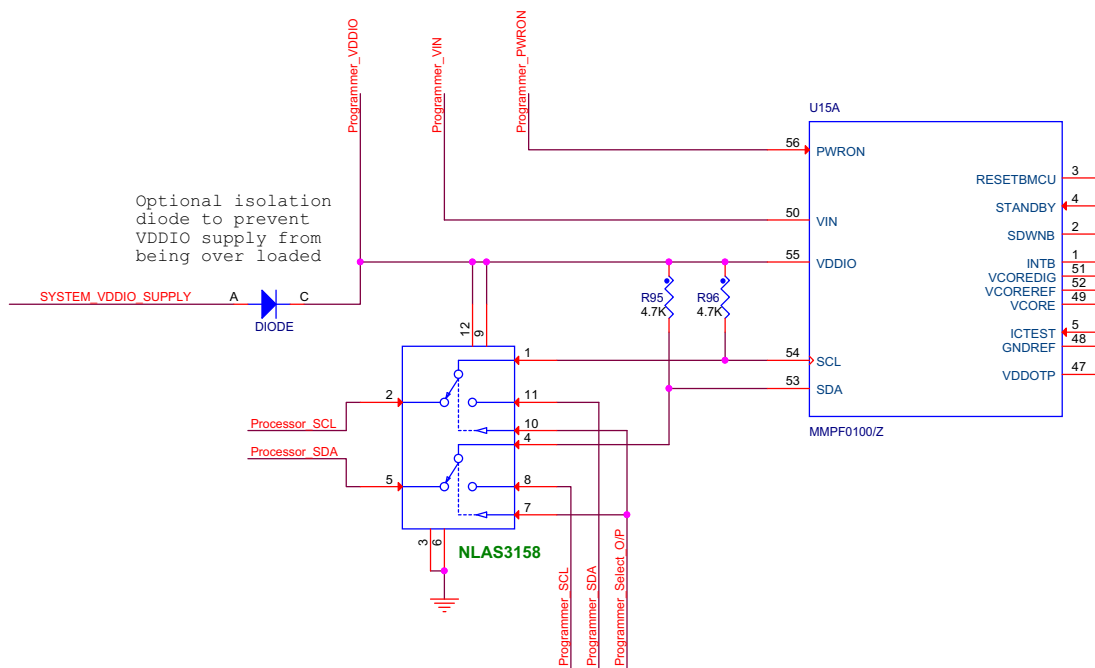 Programmer_VDDIO
Programmer_VIN
Programmer_PWRON
U15A
56
PWRON
RESETBMCU
3
STANDBY
4
50
VIN
SDWNB
2
55
VDDIO
INTB
1
VCOREDIG
51
VCOREREF
52
VCORE
49
ICTEST
5
GNDREF
48
54
SCL
VDDOTP
47
53
SDA
MMPF0100/Z
Optional isolation
diode to prevent
VDDIO supply from
being over loaded
SYSTEM_VDDIO_SUPPLY
A
C
DIODE
R95
4.7K
R96
4.7K
12
9
1
2
11
10
4
5
8
7
3
6
Processor_SCL
Processor_SDA
NLAS3158
Programmer_SCL
Programmer_SDA
Programmer_Select_O/P